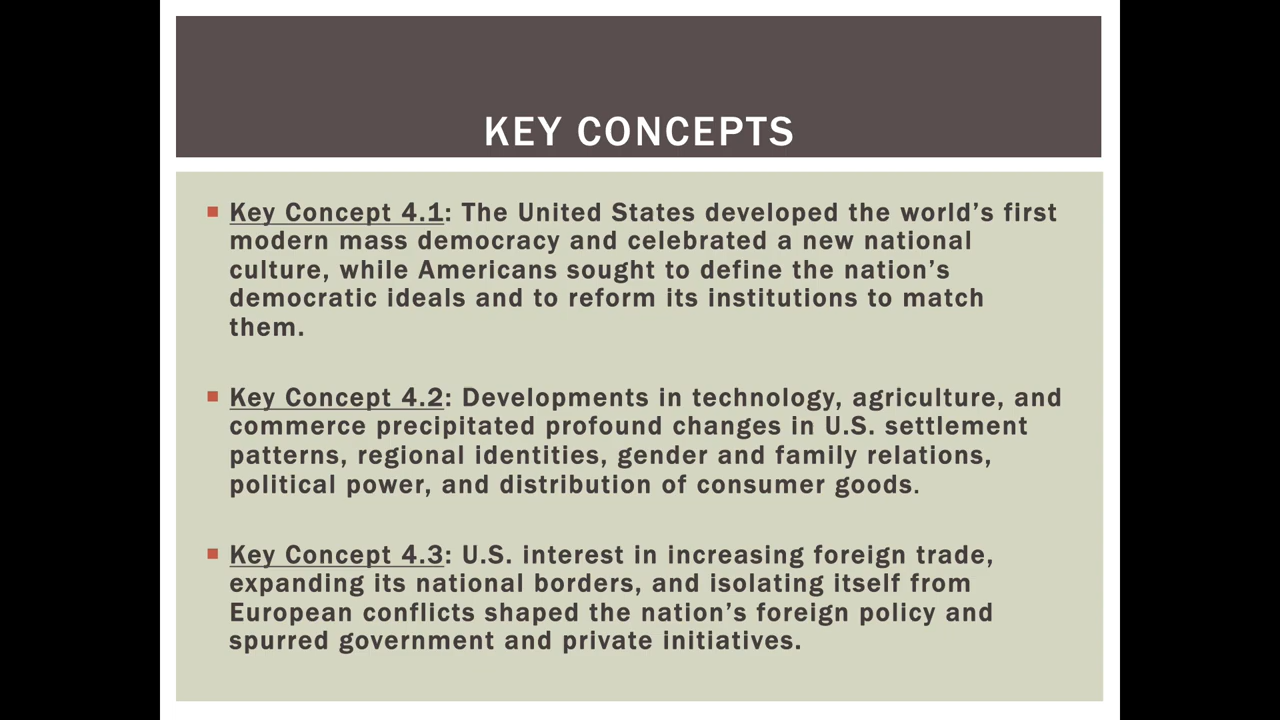 KEY CONCEPTS
Key Concept 4.1: The United States developed the world’s first
modern mass democracy and celebrated a new national
culture, while Americans sought to define the nation’s
democratic ideals and to reform its institutions to match
them.
Key Concept 4.2: Developments in technology, agriculture, and
commerce precipitated profound changes in U.S. settlement
patterns, regional identities, gender and family relations,
political power, and distribution of consumer goods.
Key Concept 4.3: U.S. interest in increasing foreign trade,
expanding its national borders, and isolating itself from
European conflicts shaped the nation’s foreign policy and
spurred government and private initiatives.